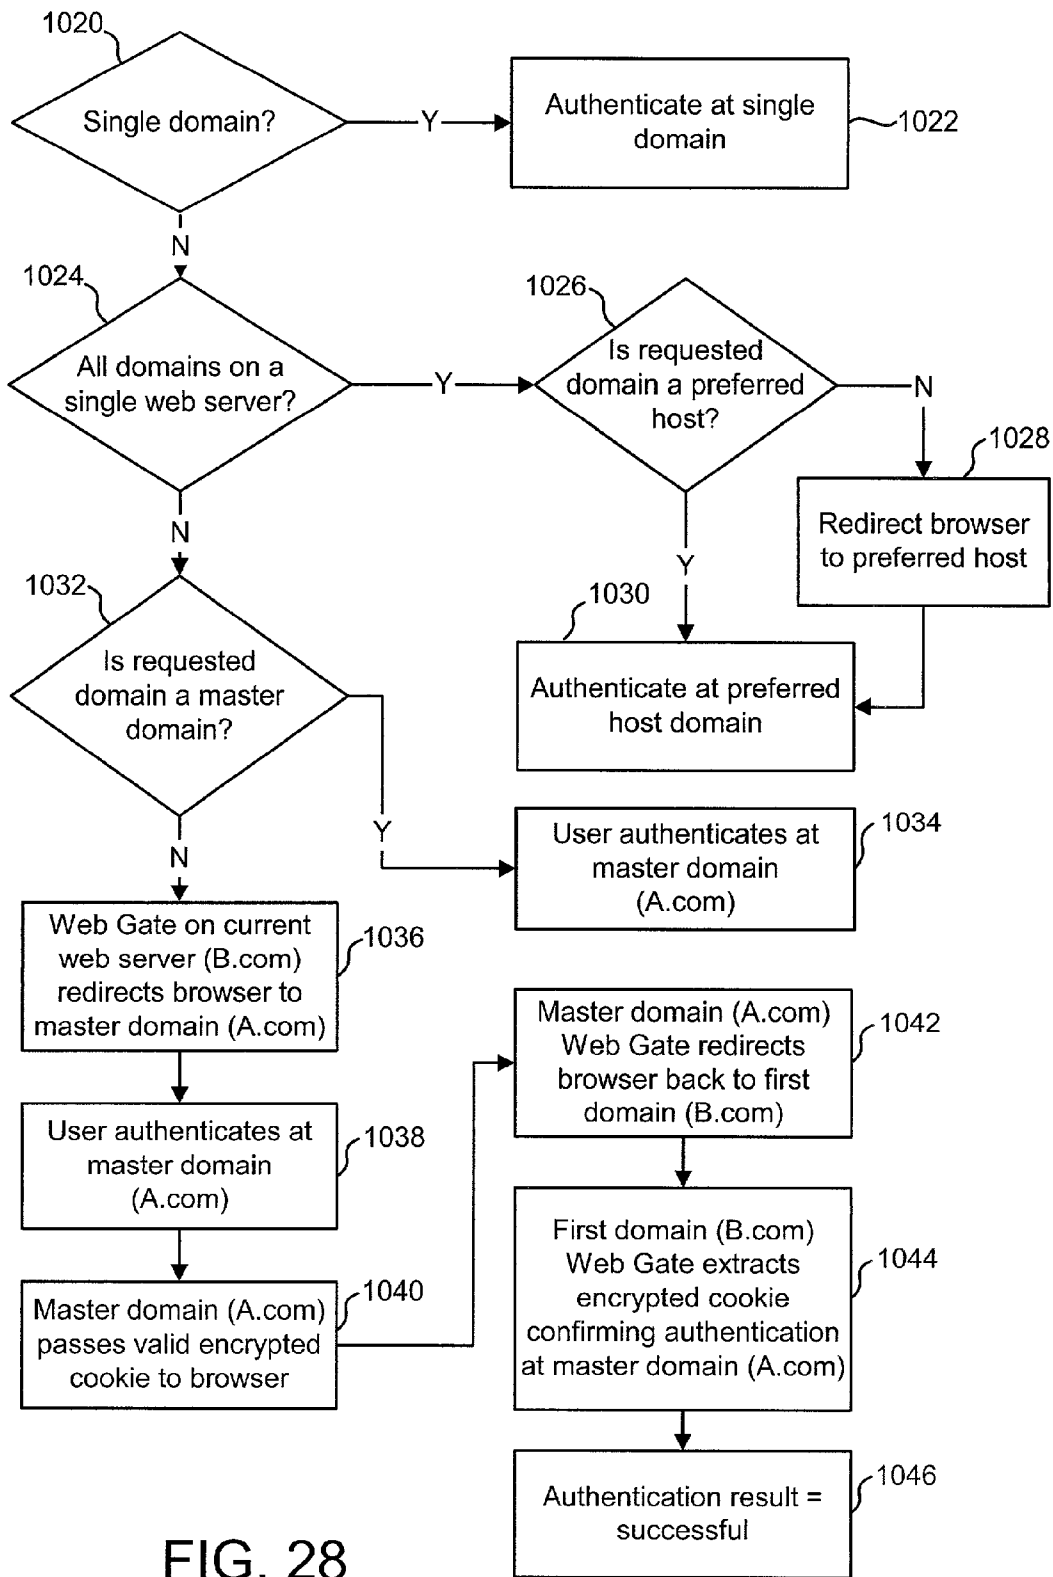 1020
Single domain?
Y
Authenticate at single
domain
1022
N
1024
All domains on a
single web server?
Y
1026
Is requested
domain a preferred
host?
N
1028
Redirect browser
to preferred host
Y
1030
Authenticate at preferred
host domain
N
1032
Is requested
domain a master
domain?
Y
1034
User authenticates at
master domain
(A.com)
N
Web Gate on current
web server (B.com)
redirects browser to
master domain (A.com)
1036
User authenticates at
master domain
(A.com)
1038
Master domain (A.com)
passes valid encrypted
cookie to browser
1040
Master domain (A.com)
Web Gate redirects
browser back to first
domain (B.com)
1042
First domain (B.com)
Web Gate extracts
encrypted cookie
confirming authentication
at master domain (A.com)
1044
Authentication result =
successful
1046
FIG. 28